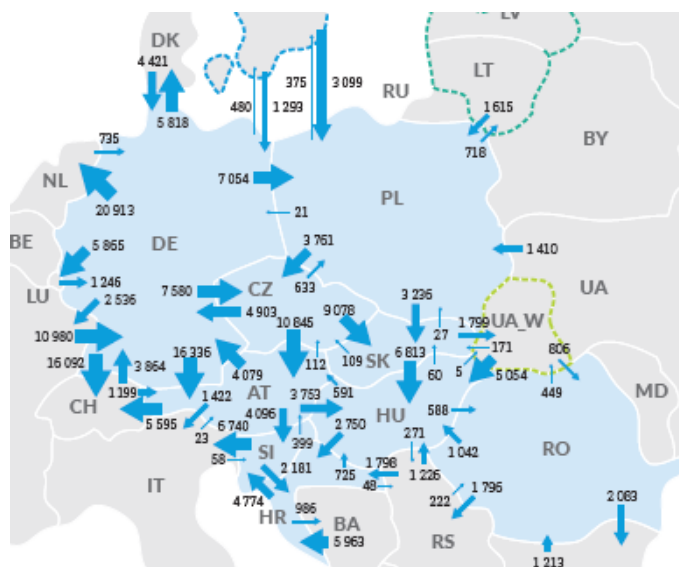 DK
LV
4 421
375
3 099
LT
RU
480
1 293
1 615
5 818
735
718
BY
NL
7 054
PL
20 913
21
BE
5 865
DE
3 761
1 410
1 246
633
UA
LU
2 536
7 580
CZ
9 078
3 236
UA_W
4 903
10 845
27
1 799
10 980
171
806
16 092
3 864
16 336
112
109
SK
6 813
60
5
5 054
4 079
449
MD
1 199
1 422
AT
3 753
591
HU
588
CH
4 096
5 595
23
6 740
399
2 750
271
1 042
RO
58
SI
2 181
725
1 798
1 226
IT
48
222
1 796
4 774
HR
986
BA
2 083
5 963
RS
1 213